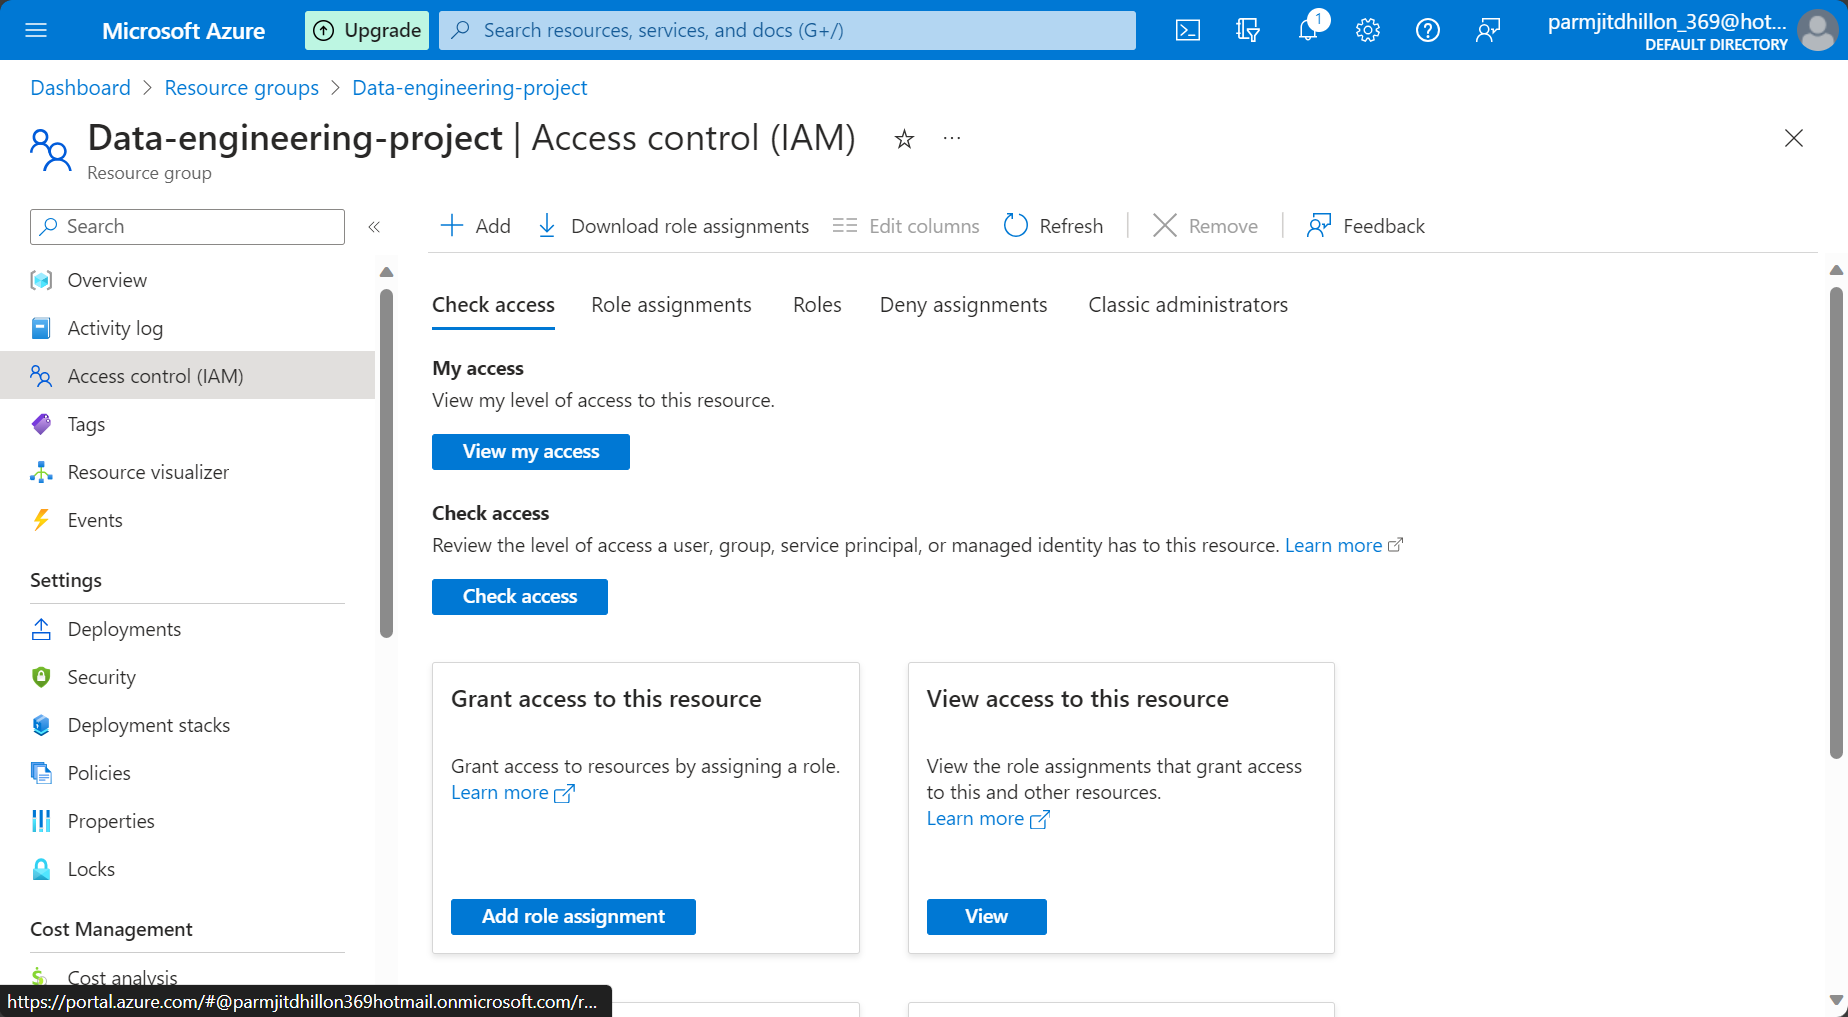 Microsoft Azure
Upgrade
Search resources, services, and docs (G+/)
1
parmjitdhillon_369@hot...
DEFAULT DIRECTORY
Dashboard > Resource groups > Data-engineering-project
Data-engineering-project | Access control (IAM)
...
Resource group
Search
«
Add
Download role assignments
Edit columns
Refresh
Remove
Feedback
Overview
Activity log
Access control (IAM)
Tags
Resource visualizer
Events
Settings
Deployments
Security
Deployment stacks
Policies
Properties
Locks
Cost Management
Cost analysis
Check access
Role assignments
Roles
Deny assignments
Classic administrators
My access
View my level of access to this resource.
View my access
Check access
Review the level of access a user, group, service principal, or managed identity has to this resource. Learn more
Check access
Grant access to this resource
Grant access to resources by assigning a role.
Learn more
Add role assignment
View access to this resource
View the role assignments that grant access
to this and other resources.
Learn more
View
https://portal.azure.com/#@parmjitdhillon369hotmail.onmicrosoft.com/r...